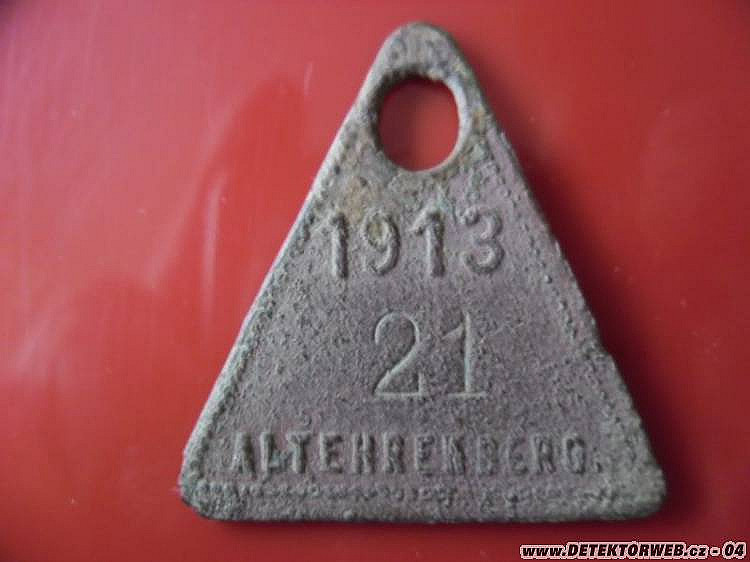 1913
21
ALTEHRENBERG.
www.DETEKTORWEB.cz - 04